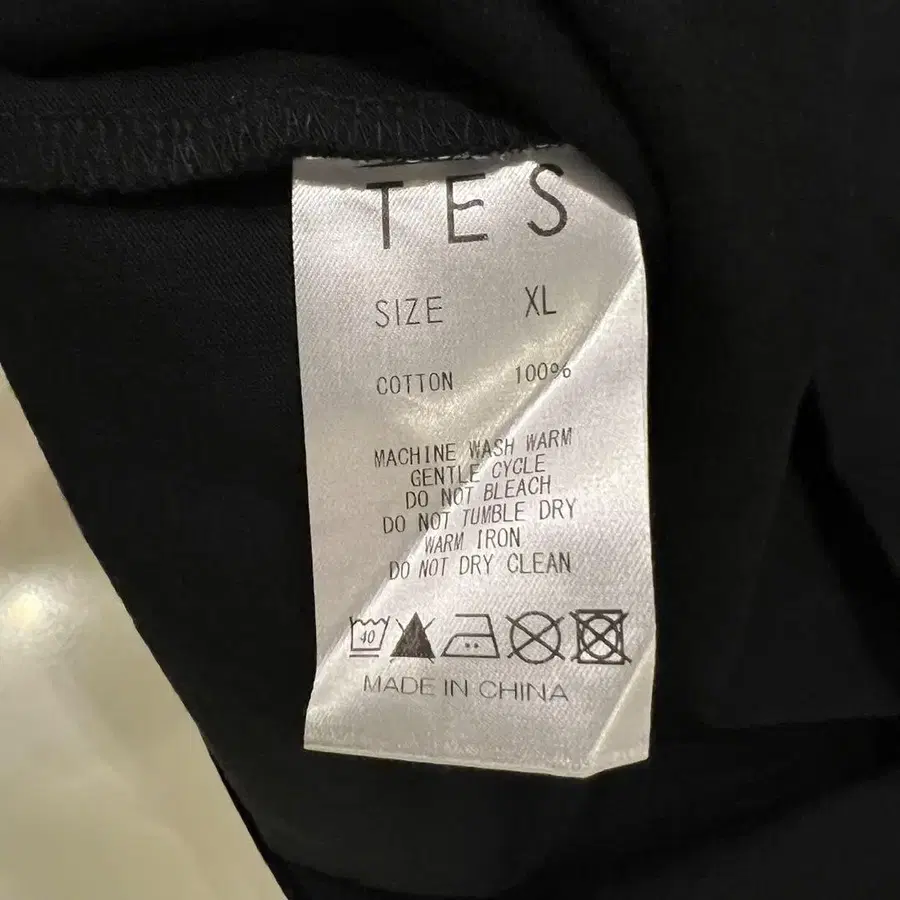 TES
SIZE XL
COTTON 100%
MACHINE WASH WARM
GENTLE CYCLE
DO NOT BLEACH
DO NOT TUMBLE DRY
WARM IRON
DO NOT DRY CLEAN
40
MADE IN CHINA